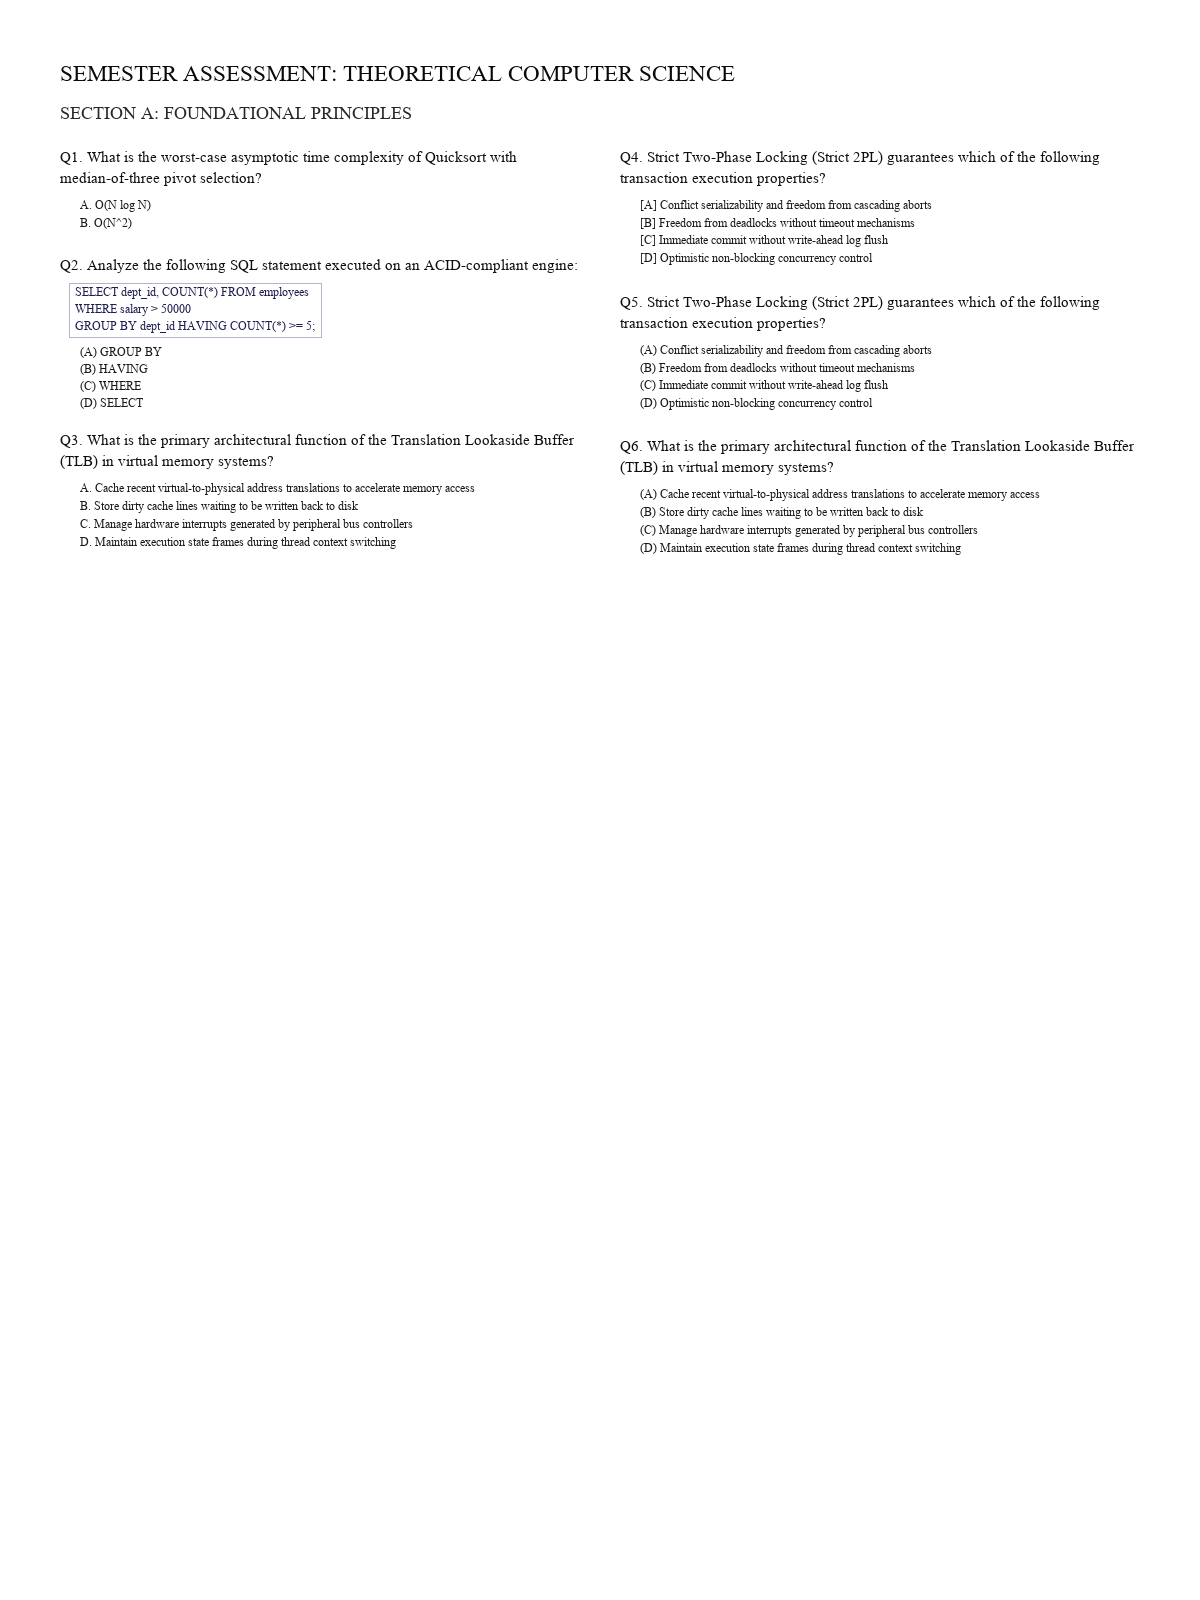 SEMESTER ASSESSMENT: THEORETICAL COMPUTER SCIENCE
SECTION A: FOUNDATIONAL PRINCIPLES
Q1. What is the worst-case asymptotic time complexity of Quicksort with
median-of-three pivot selection?
A. O(N log N)
B. O(N^2)
Q2. Analyze the following SQL statement executed on an ACID-compliant engine:
SELECT dept_id, COUNT(*) FROM employees
WHERE salary > 50000
GROUP BY dept_id HAVING COUNT(*) >= 5;
(A) GROUP BY
(B) HAVING
(C) WHERE
(D) SELECT
Q3. What is the primary architectural function of the Translation Lookaside Buffer
(TLB) in virtual memory systems?
A. Cache recent virtual-to-physical address translations to accelerate memory access
B. Store dirty cache lines waiting to be written back to disk
C. Manage hardware interrupts generated by peripheral bus controllers
D. Maintain execution state frames during thread context switching
Q4. Strict Two-Phase Locking (Strict 2PL) guarantees which of the following
transaction execution properties?
[A] Conflict serializability and freedom from cascading aborts
[B] Freedom from deadlocks without timeout mechanisms
[C] Immediate commit without write-ahead log flush
[D] Optimistic non-blocking concurrency control
Q5. Strict Two-Phase Locking (Strict 2PL) guarantees which of the following
transaction execution properties?
(A) Conflict serializability and freedom from cascading aborts
(B) Freedom from deadlocks without timeout mechanisms
(C) Immediate commit without write-ahead log flush
(D) Optimistic non-blocking concurrency control
Q6. What is the primary architectural function of the Translation Lookaside Buffer
(TLB) in virtual memory systems?
(A) Cache recent virtual-to-physical address translations to accelerate memory access
(B) Store dirty cache lines waiting to be written back to disk
(C) Manage hardware interrupts generated by peripheral bus controllers
(D) Maintain execution state frames during thread context switching